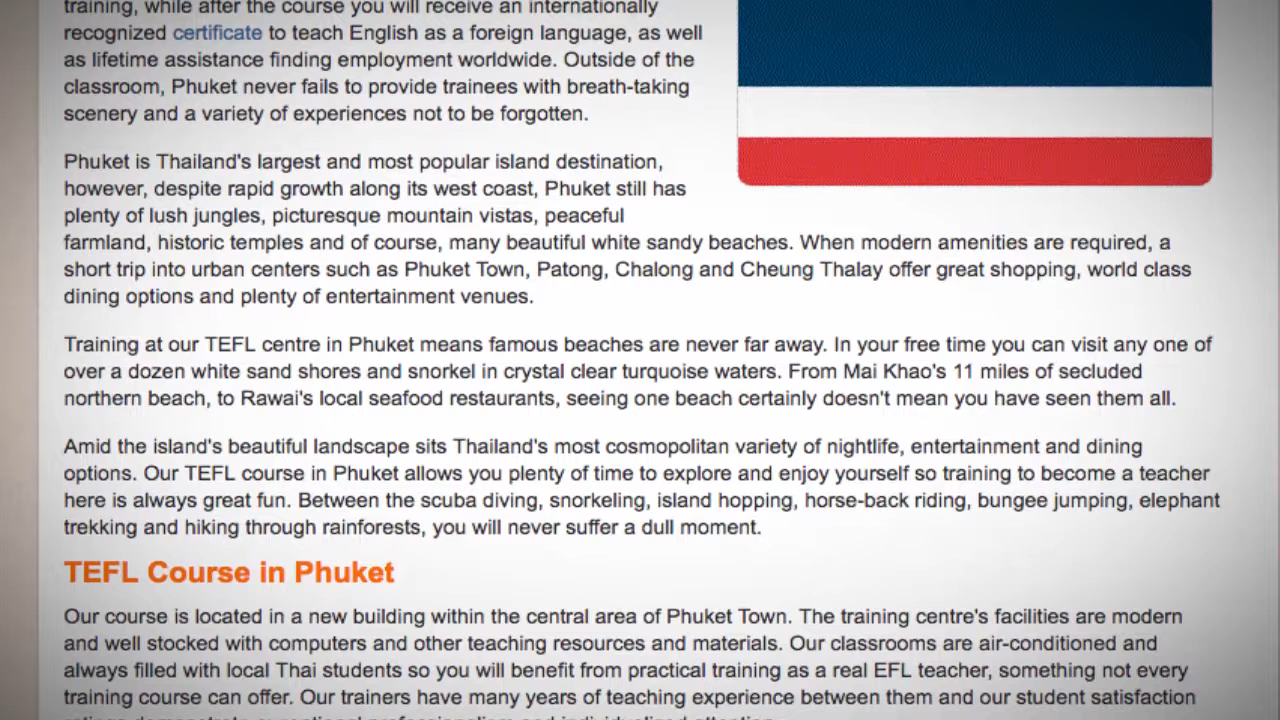 training, while after the course you will receive an internationally
recognized certificate to teach English as a foreign language, as well
as lifetime assistance finding employment worldwide. Outside of the
classroom, Phuket never fails to provide trainees with breath-taking
scenery and a variety of experiences not to be forgotten.
Phuket is Thailand's largest and most popular island destination,
however, despite rapid growth along its west coast, Phuket still has
plenty of lush jungles, picturesque mountain vistas, peaceful
farmland, historic temples and of course, many beautiful white sandy beaches. When modern amenities are required, a
short trip into urban centers such as Phuket Town, Patong, Chalong and Cheung Thalay offer great shopping, world class
dining options and plenty of entertainment venues.
Training at our TEFL centre in Phuket means famous beaches are never far away. In your free time you can visit any one of
over a dozen white sand shores and snorkel in crystal clear turquoise waters. From Mai Khao's 11 miles of secluded
northern beach, to Rawai's local seafood restaurants, seeing one beach certainly doesn't mean you have seen them all.
Amid the island's beautiful landscape sits Thailand's most cosmopolitan variety of nightlife, entertainment and dining
options. Our TEFL course in Phuket allows you plenty of time to explore and enjoy yourself so training to become a teacher
here is always great fun. Between the scuba diving, snorkeling, island hopping, horse-back riding, bungee jumping, elephant
trekking and hiking through rainforests, you will never suffer a dull moment.
TEFL Course in Phuket
Our course is located in a new building within the central area of Phuket Town. The training centre's facilities are modern
and well stocked with computers and other teaching resources and materials. Our classrooms are air-conditioned and
always filled with local Thai students so you will benefit from practical training as a real EFL teacher, something not every
training course can offer. Our trainers have many years of teaching experience between them and our student satisfaction